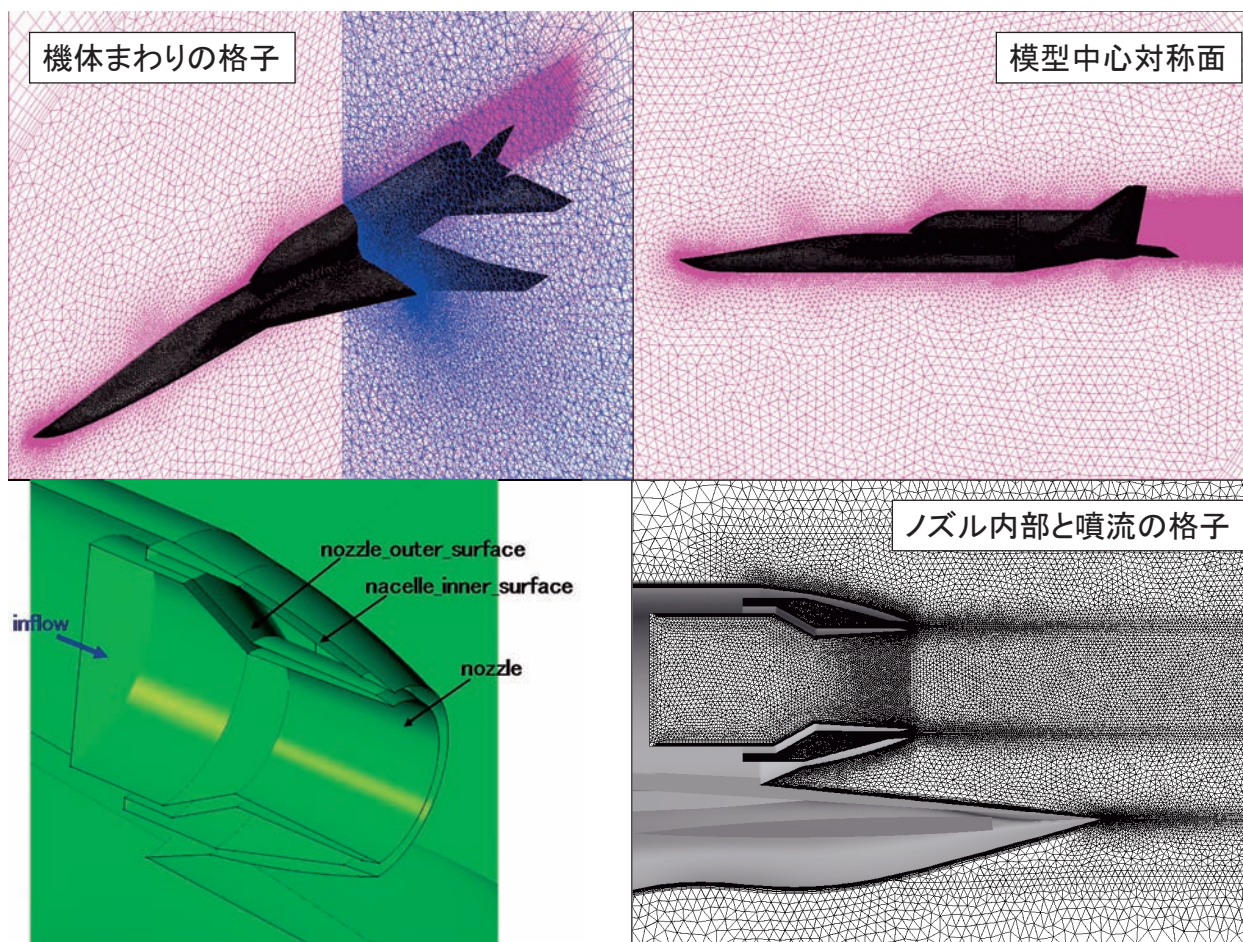 機体まわりの格子
模型中心対称面
nozzle_outer_surface
nacelle_inner_surface
inflow
nozzle
ノズル内部と噴流の格子